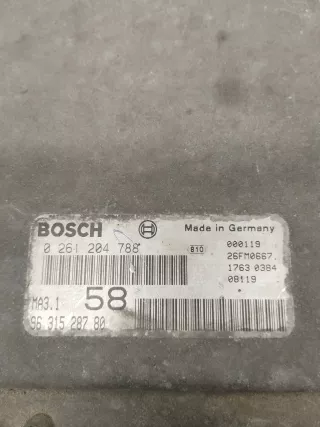 BOSCH
Made in Germany
0 261 204 788
B10
000119
26FM0667.
1763 0384
08119
MA3.1
58
96 315 287 80